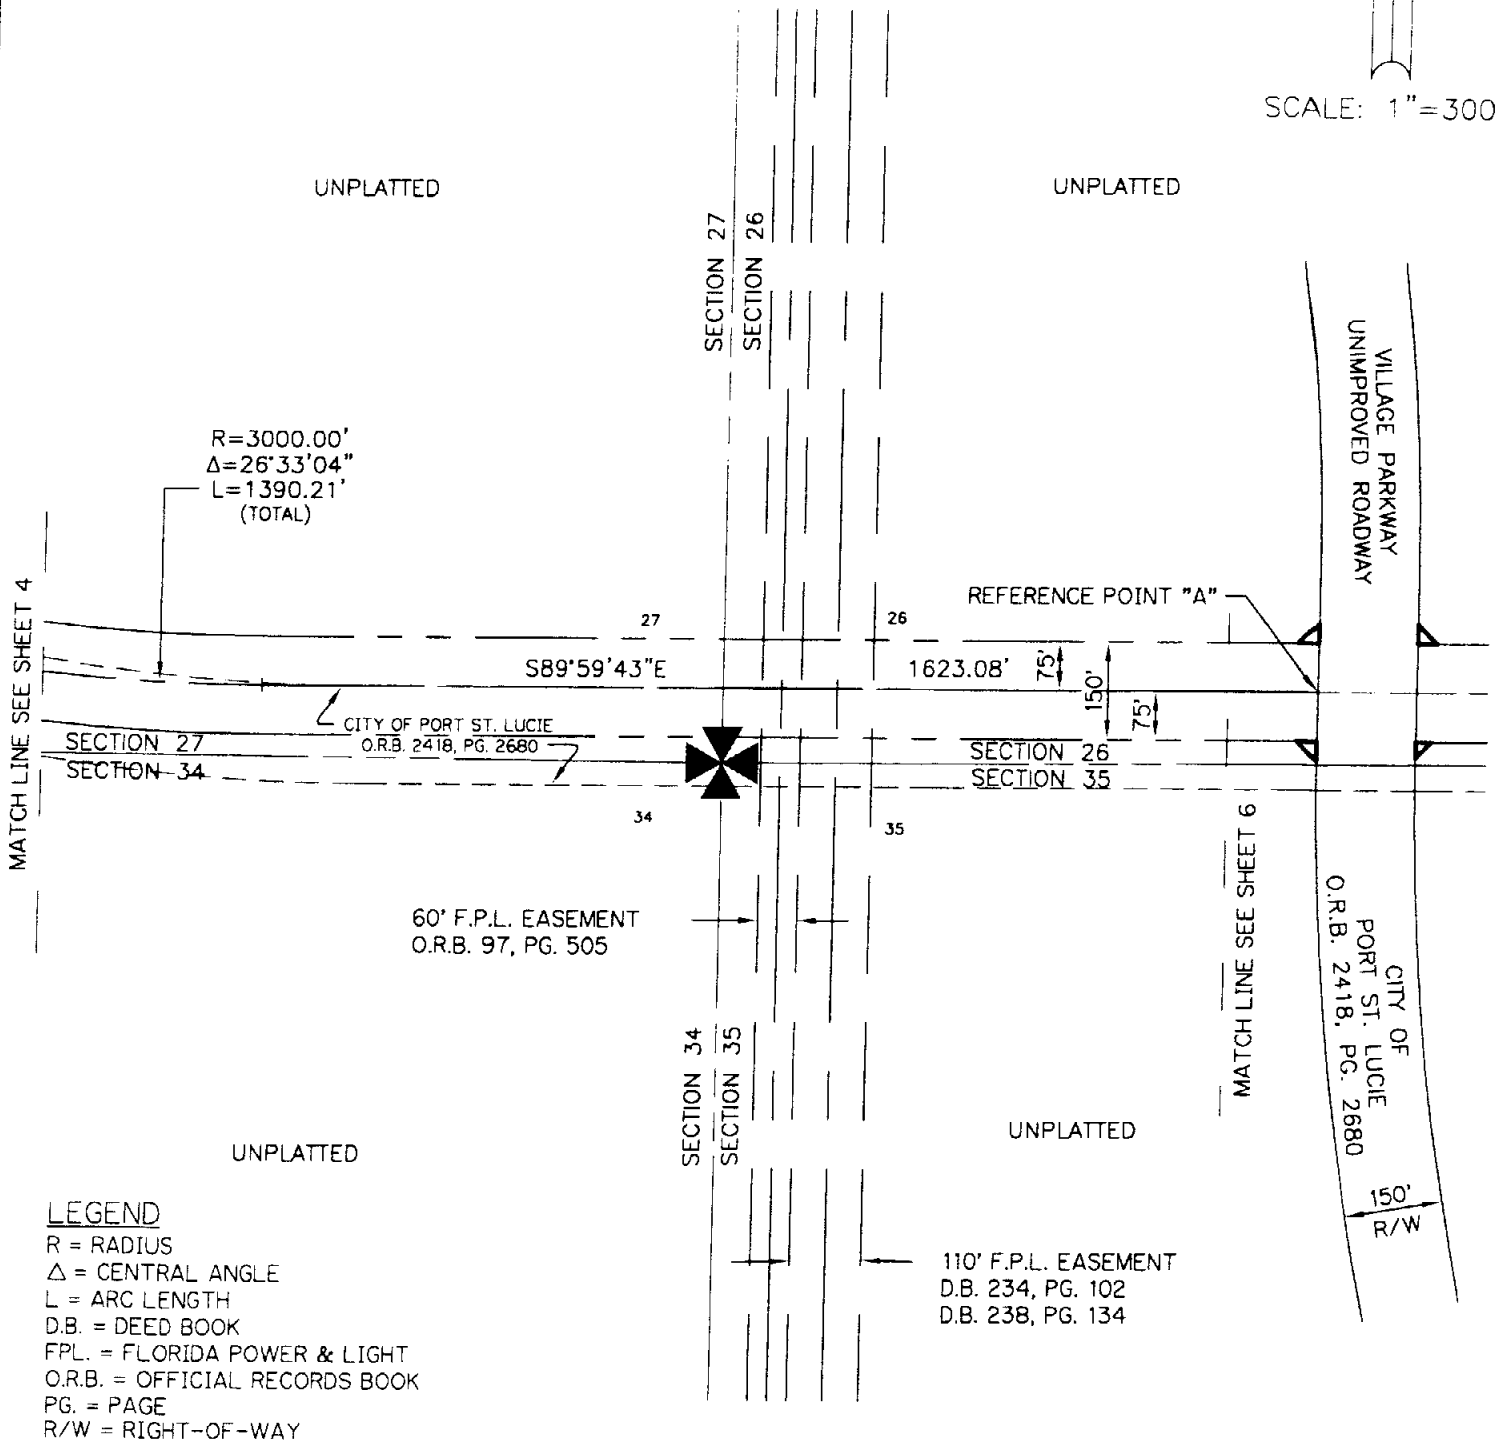 SCALE: 1"=300
UNPLATTED
UNPLATTED
SECTION 27
SECTION 26
VILLAGE PARKWAY
UNIMPROVED ROADWAY
R=3000.00'
Δ=26°33'04"
L=1390.21'
(TOTAL)
MATCH LINE SEE SHEET 4
REFERENCE POINT "A"
27
26
S89°59'43"E
1623.08'
75'
150'
75'
CITY OF PORT ST. LUCIE
O.R.B. 2418, PG. 2680
SECTION 27
SECTION 34
SECTION 26
SECTION 35
34
35
MATCH LINE SEE SHEET 6
60' F.P.L. EASEMENT
O.R.B. 97, PG. 505
CITY OF
PORT ST. LUCIE
O.R.B. 2418, PG. 2680
SECTION 34
SECTION 35
UNPLATTED
UNPLATTED
150'
R/W
110' F.P.L. EASEMENT
D.B. 234, PG. 102
D.B. 238, PG. 134
LEGEND
R = RADIUS
Δ = CENTRAL ANGLE
L = ARC LENGTH
D.B. = DEED BOOK
FPL. = FLORIDA POWER & LIGHT
O.R.B. = OFFICIAL RECORDS BOOK
PG. = PAGE
R/W = RIGHT-OF-WAY